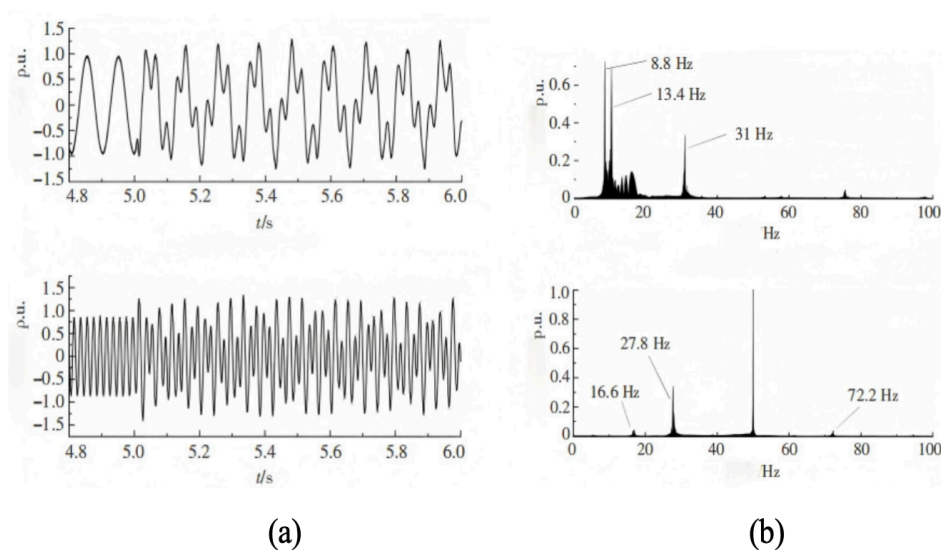 p.u.
1.5
1.0
0.5
0
−0.5
−1.0
−1.5
4.8 5.0 5.2 5.4 5.6 5.8 6.0
t/s
p.u.
0.6
0.4
0.2
0
8.8 Hz
13.4 Hz
31 Hz
0 20 40 60 80 100
Hz
p.u.
1.5
1.0
0.5
0
−0.5
−1.0
−1.5
4.8 5.0 5.2 5.4 5.6 5.8 6.0
t/s
p.u.
1.0
0.8
0.6
0.4
0.2
0
27.8 Hz
16.6 Hz
72.2 Hz
0 20 40 60 80 100
Hz
(a)
(b)